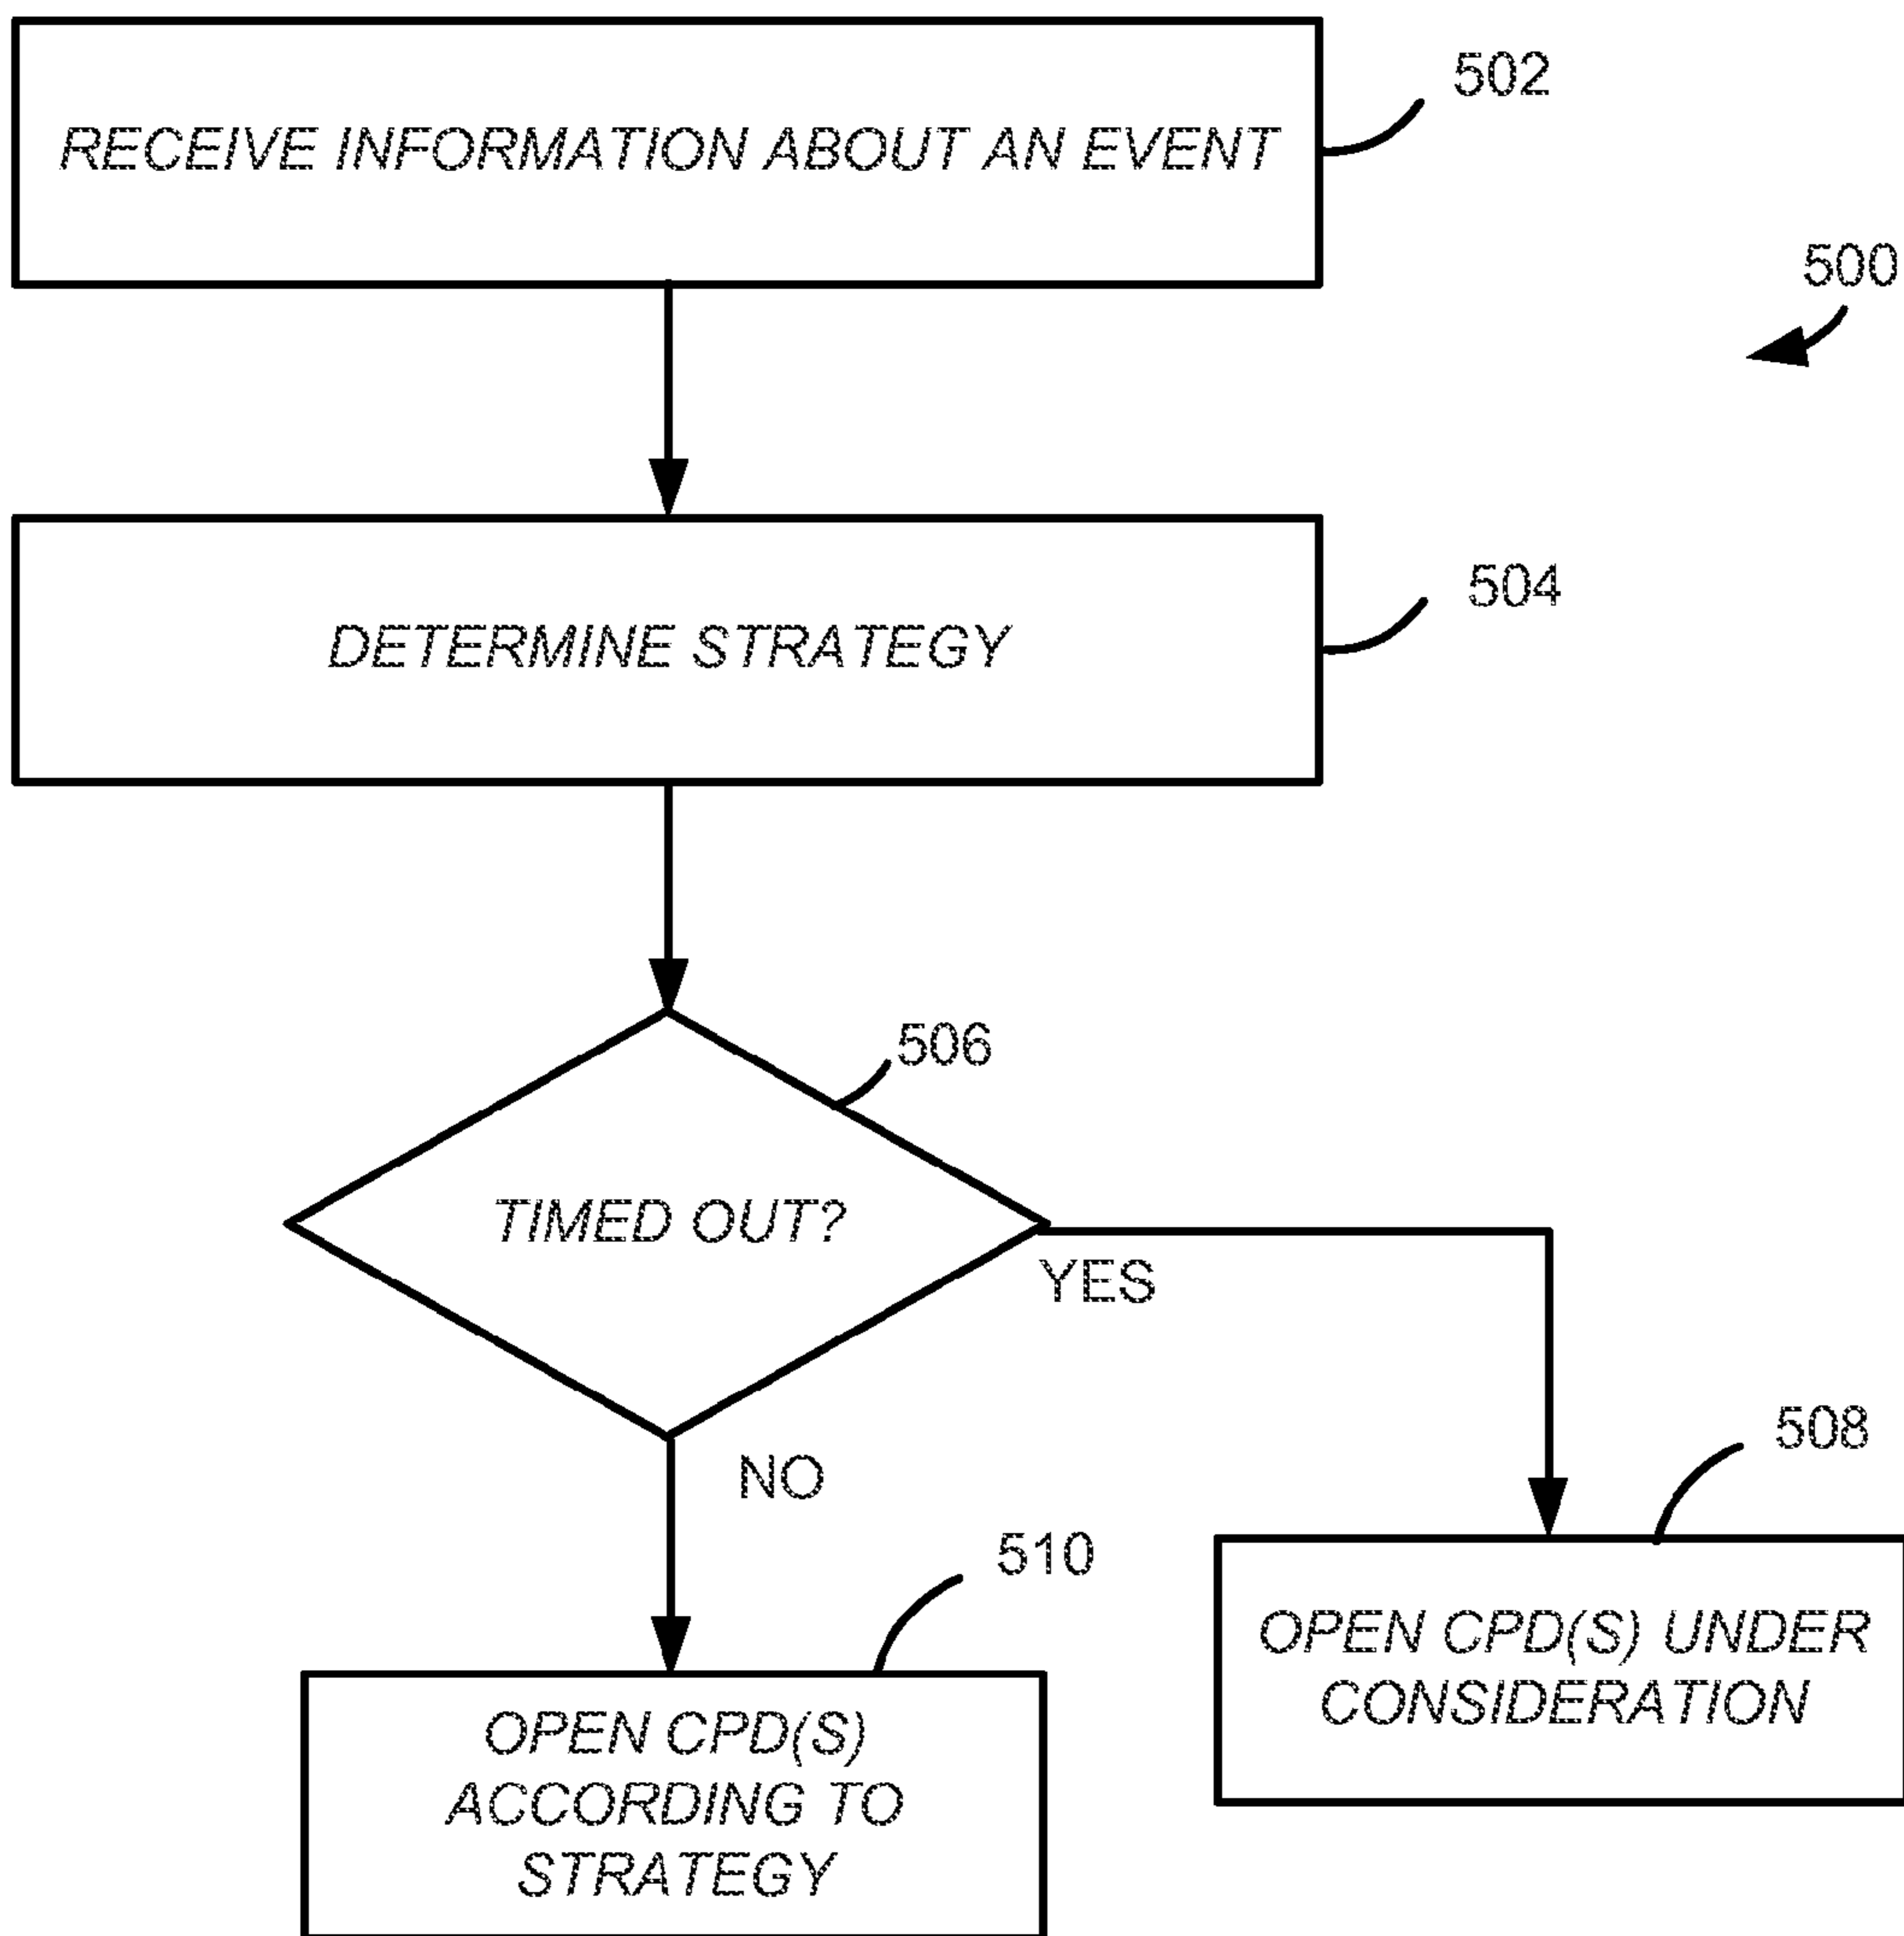 502
RECEIVE INFORMATION ABOUT AN EVENT
500
504
DETERMINE STRATEGY
506
TIMED OUT?
YES
NO
508
510
OPEN CPD(S) UNDER
CONSIDERATION
OPEN CPD(S)
ACCORDING TO
STRATEGY